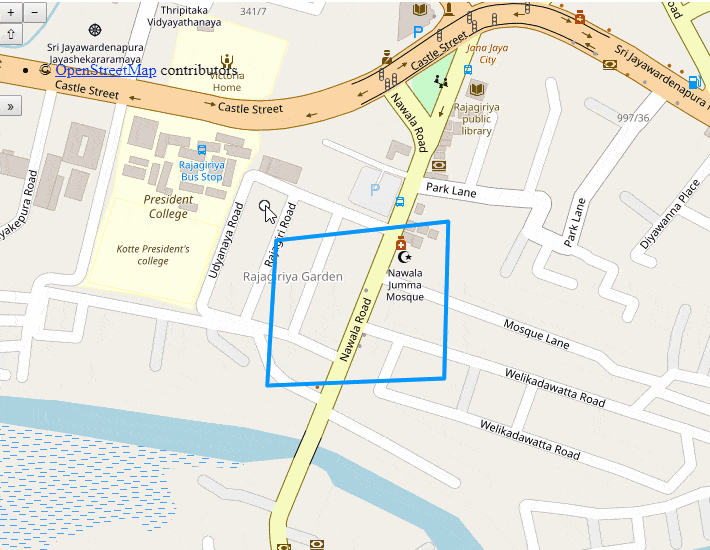 +
−
⇧
»
Thripitaka
Vidyayathanaya
341/7
Sri Jayawardenapura
Jayashekararamaya
© OpenStreetMap contributors
Victoria
Home
Castle Street
Castle Street
Castle Street
P
Jana Jaya
City
Sri Jayawardenapura
Nawala Road
Rajagiriya
public
library
997/36
Rajagiriya
Bus Stop
President
College
P
Park Lane
Park Lane
Diyawanna Place
Udyanaya Road
Rajagiri Road
Kotte President's
college
Rajagiriya Garden
Nawala
Jumma
Mosque
Nawala Road
Mosque Lane
Welikadawatta Road
Welikadawatta Road